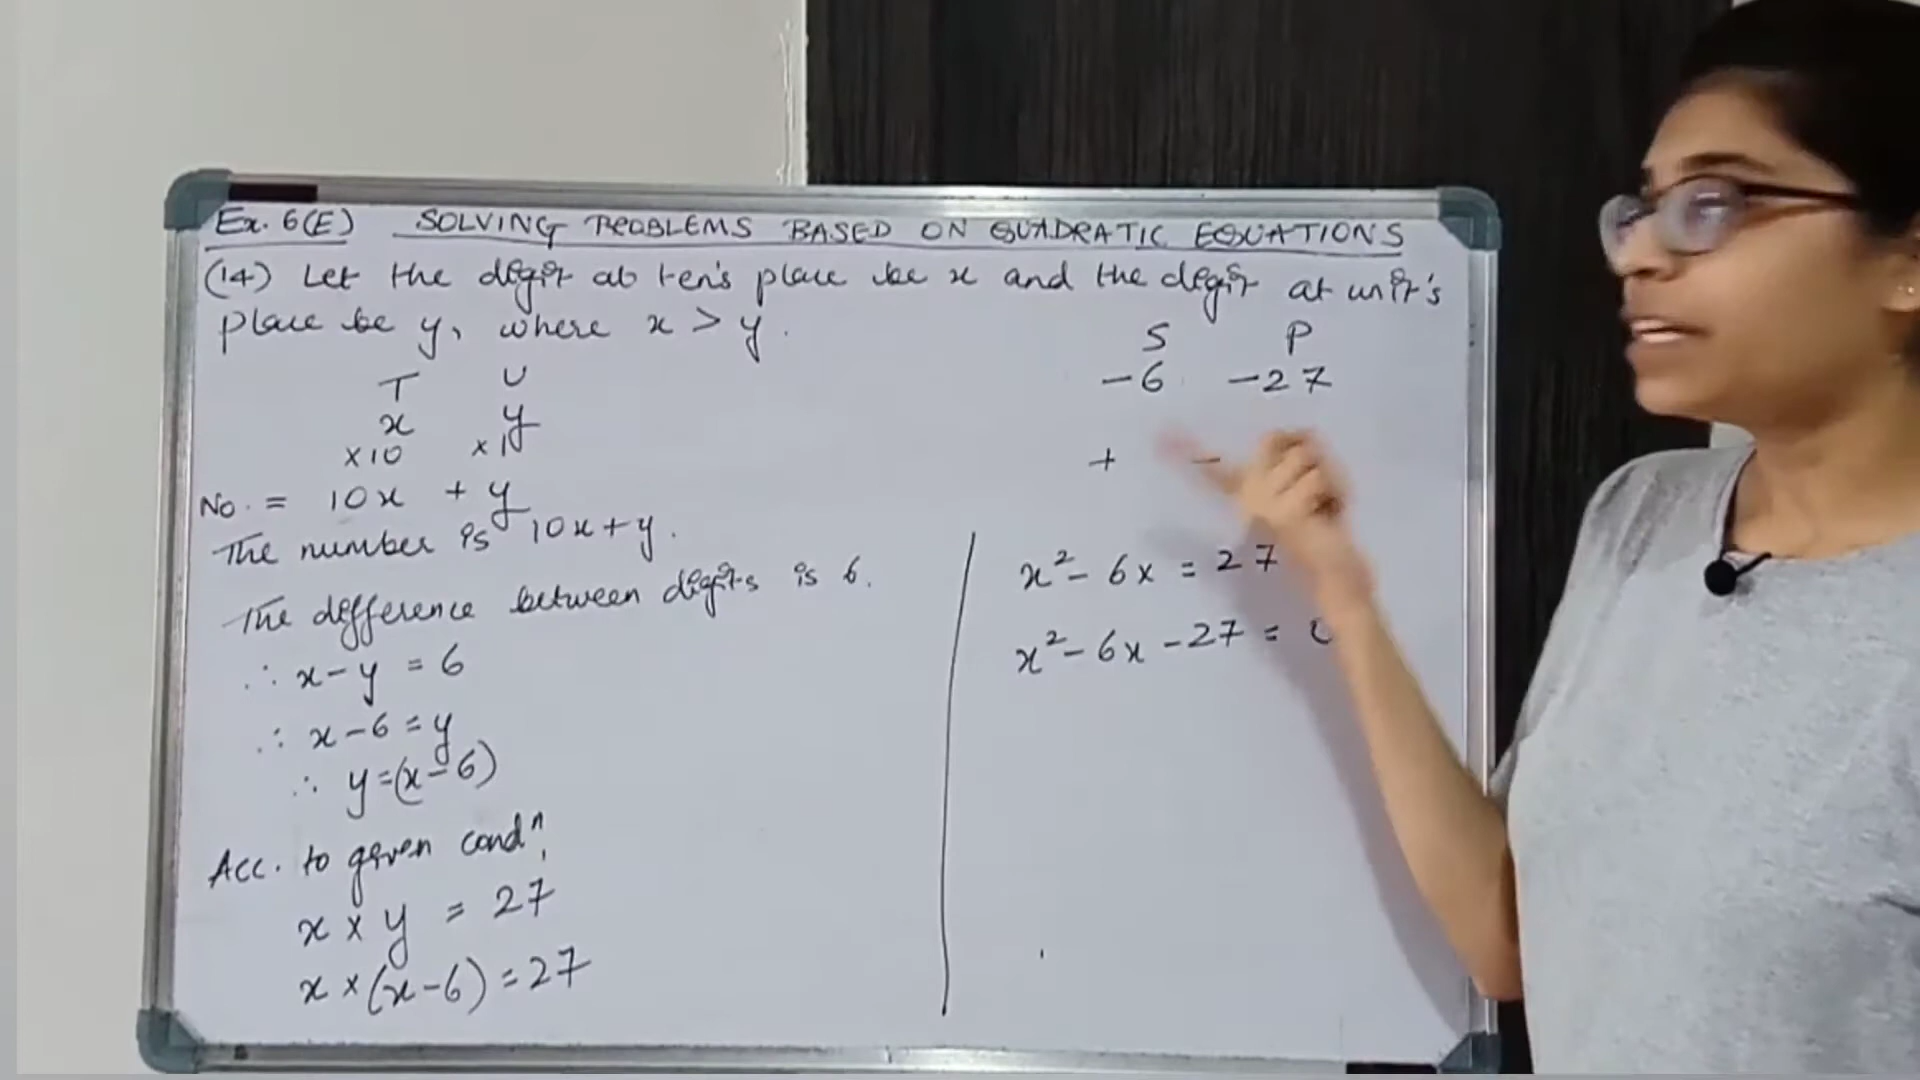 Ex. 6(E) SOLVING PROBLEMS BASED ON QUADRATIC EQUATIONS
(14) Let the digit at ten's place be x and the digit at unit's
place be y, where x > y.
T U
x y
×10 ×1
No. = 10x + y
The number is 10x+y.
The difference between digits is 6.
∴ x-y = 6
∴ x-6 = y
∴ y=(x-6)
Acc. to given condⁿ,
x × y = 27
x × (x-6) = 27
S P
-6 -27
+ -
x² - 6x = 27
x² - 6x - 27 =